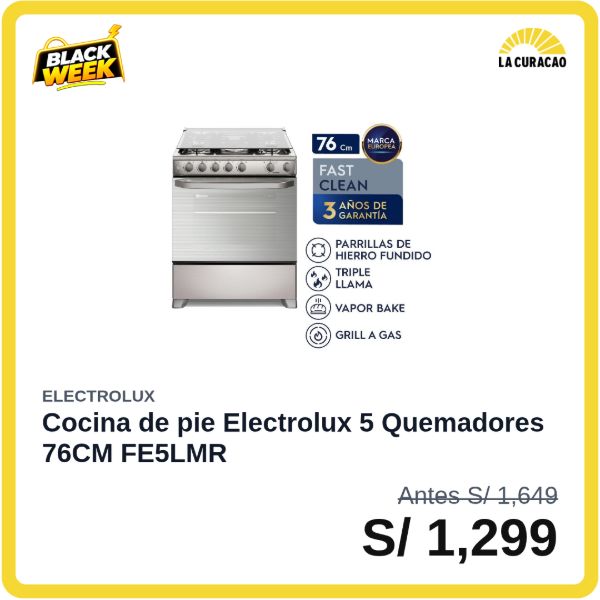 BLACK
WEEK
LA CURACAO
76 Cm
MARCA
EUROPEA
FAST
CLEAN
3 AÑOS DE
GARANTÍA
PARRILLAS DE
HIERRO FUNDIDO
TRIPLE
LLAMA
VAPOR BAKE
GRILL A GAS
ELECTROLUX
Cocina de pie Electrolux 5 Quemadores
76CM FE5LMR
Antes S/ 1,649
S/ 1,299